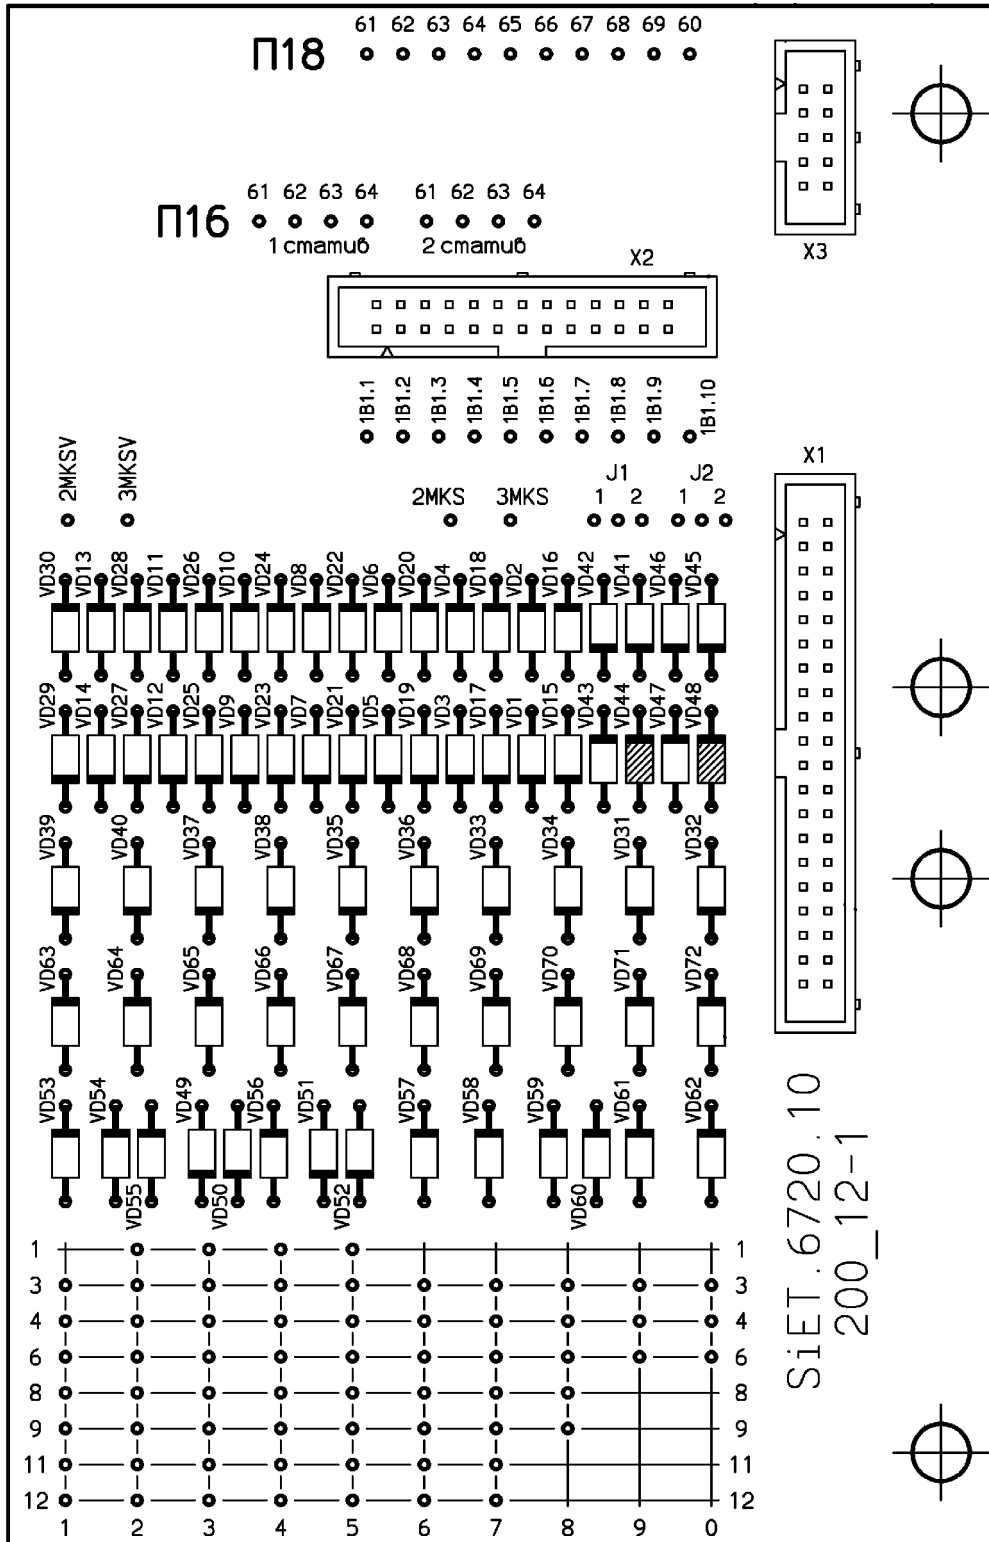 61 62 63 64 65 66 67 68 69 60
П18
X3
61 62 63 64 61 62 63 64
П16
1 статив 2 статив
X2
1B1.1 1B1.2 1B1.3 1B1.4 1B1.5 1B1.6 1B1.7 1B1.8 1B1.9 1B1.10
X1
2MKSV 3MKSV
J1 J2
2MKS 3MKS 1 2 1 2
VD30 VD13 VD28 VD11 VD26 VD10 VD24 VD8 VD22 VD6 VD20 VD4 VD18 VD2 VD16 VD42 VD41 VD46 VD45
VD29 VD14 VD27 VD12 VD25 VD9 VD23 VD7 VD21 VD5 VD19 VD3 VD17 VD1 VD15 VD43 VD44 VD47 VD48
VD39 VD40 VD37 VD38 VD35 VD36 VD33 VD34 VD31 VD32
VD63 VD64 VD65 VD66 VD67 VD68 VD69 VD70 VD71 VD72
VD53 VD54 VD49 VD56 VD51 VD57 VD58 VD59 VD61 VD62
VD55 VD50 VD52 VD60
SiET.6720.10
200_12-1
1 1
3 3
4 4
6 6
8 8
9 9
11 11
12 12
1 2 3 4 5 6 7 8 9 0